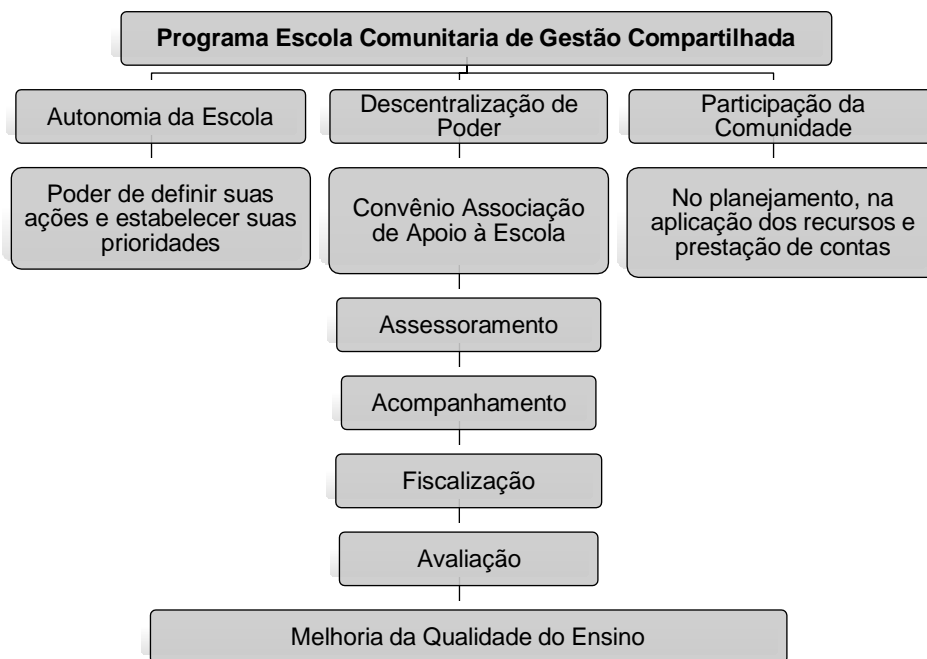 Programa Escola Comunitaria de Gestão Compartilhada
Autonomia da Escola
Descentralização de
Poder
Participação da
Comunidade
Poder de definir suas
ações e estabelecer suas
prioridades
Convênio Associação
de Apoio à Escola
No planejamento, na
aplicação dos recursos e
prestação de contas
Assessoramento
Acompanhamento
Fiscalização
Avaliação
Melhoria da Qualidade do Ensino